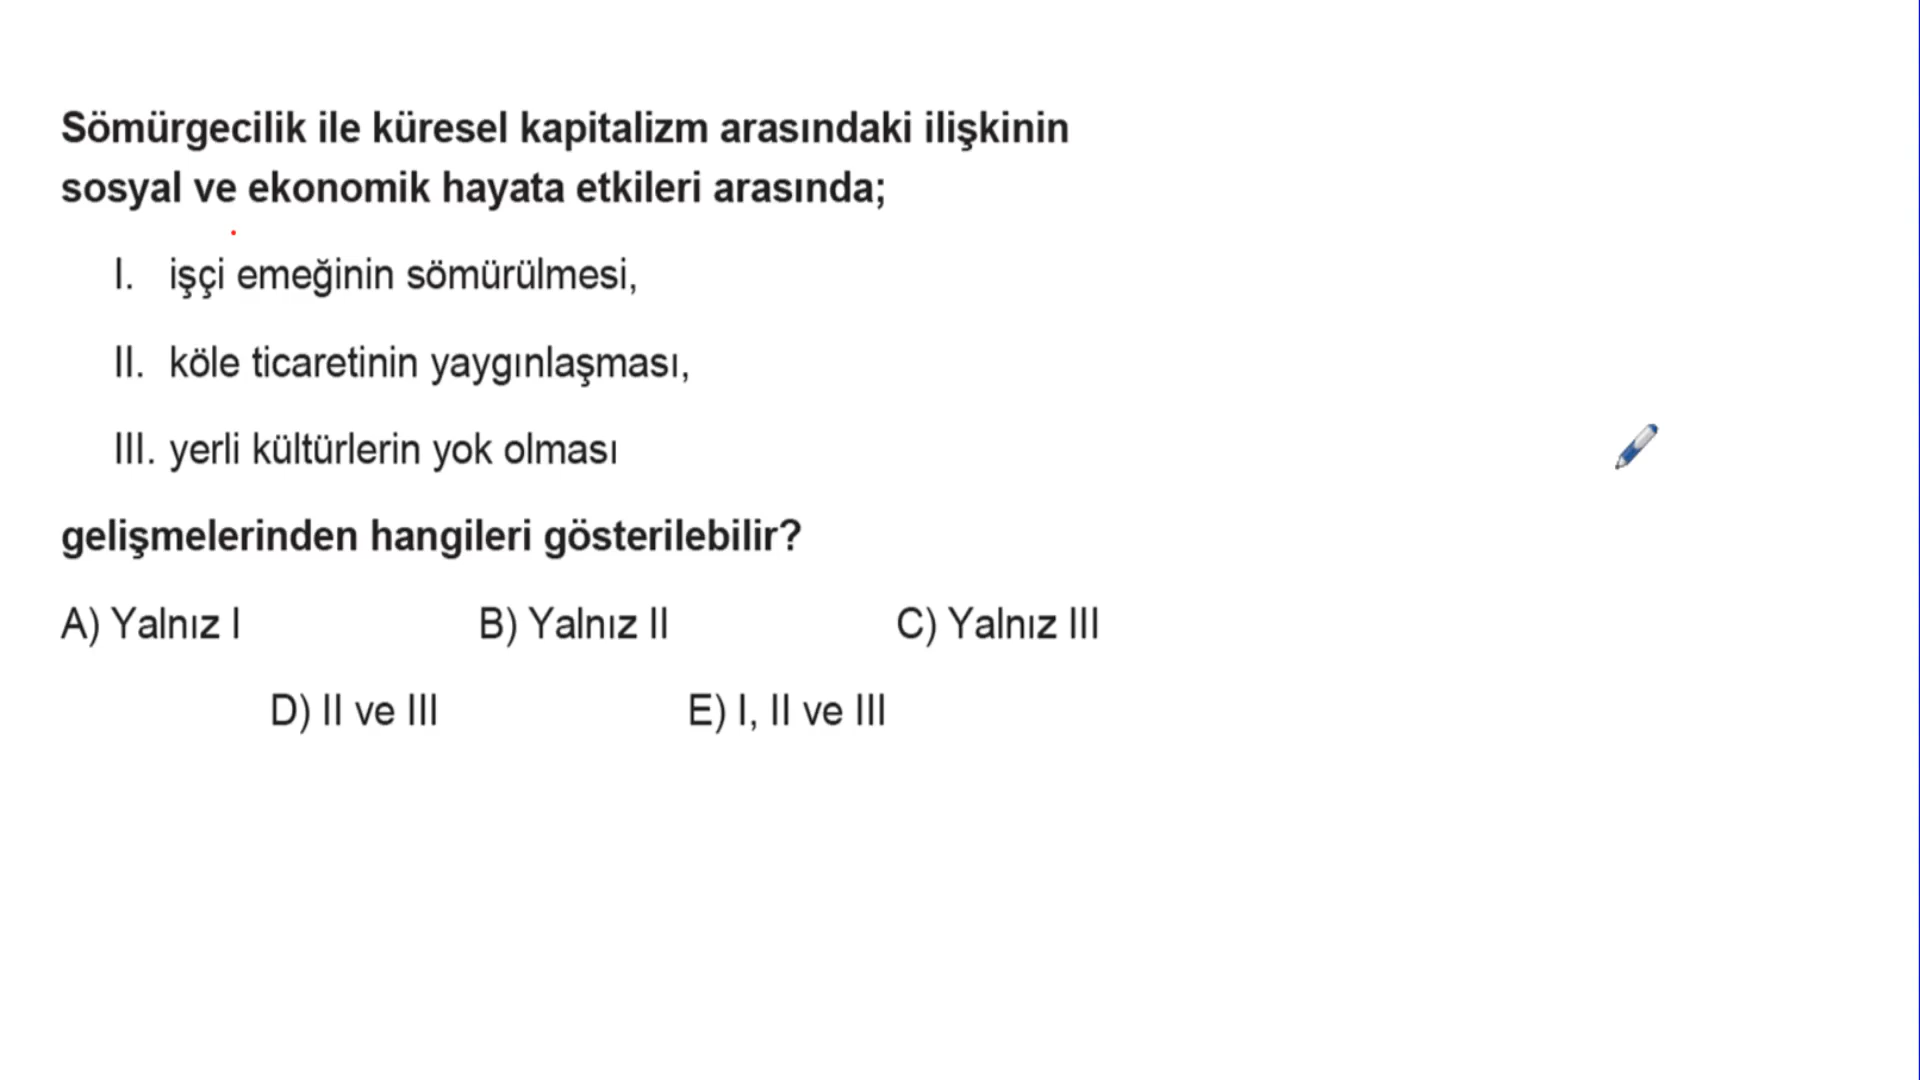 Sömürgecilik ile küresel kapitalizm arasındaki ilişkinin
sosyal ve ekonomik hayata etkileri arasında;
I. işçi emeğinin sömürülmesi,
II. köle ticaretinin yaygınlaşması,
III. yerli kültürlerin yok olması
gelişmelerinden hangileri gösterilebilir?
A) Yalnız I B) Yalnız II C) Yalnız III
D) II ve III E) I, II ve III